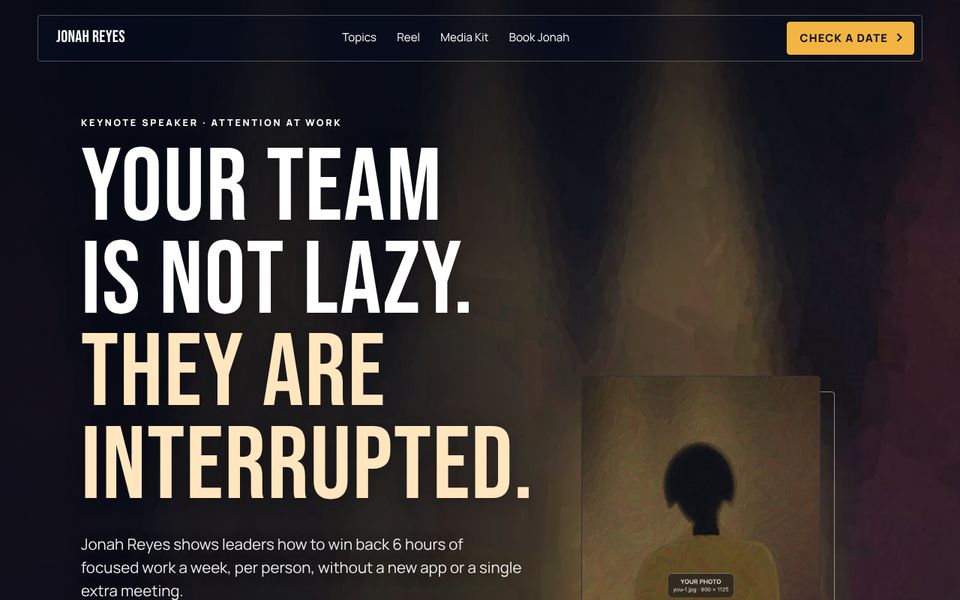 JONAH REYES
Topics
Reel
Media Kit
Book Jonah
CHECK A DATE
KEYNOTE SPEAKER · ATTENTION AT WORK
YOUR TEAM
IS NOT LAZY.
THEY ARE
INTERRUPTED.
Jonah Reyes shows leaders how to win back 6 hours of
focused work a week, per person, without a new app or a single
extra meeting.
YOUR PHOTO
you-1.jpg · 900 × 1125